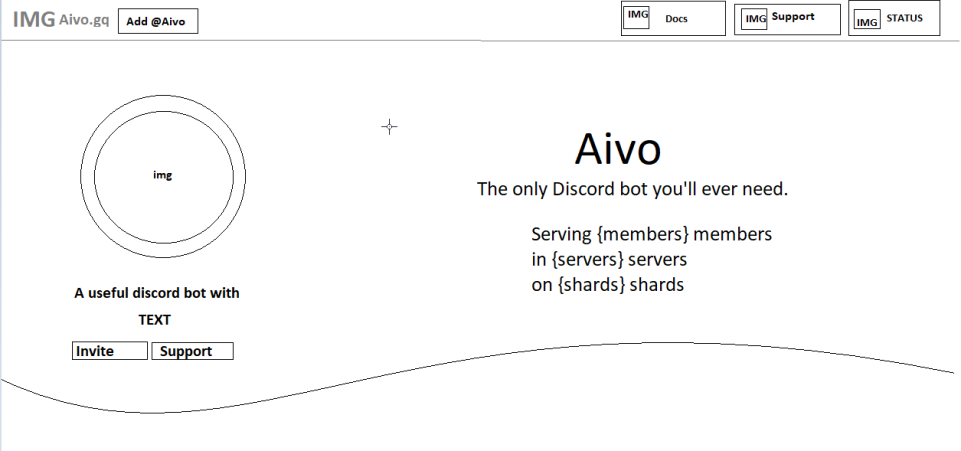 IMG Aivo.gq
Add @Aivo
IMG Docs
IMG Support
IMG STATUS
img
A useful discord bot with
TEXT
Invite
Support
Aivo
The only Discord bot you'll ever need.
Serving {members} members
in {servers} servers
on {shards} shards